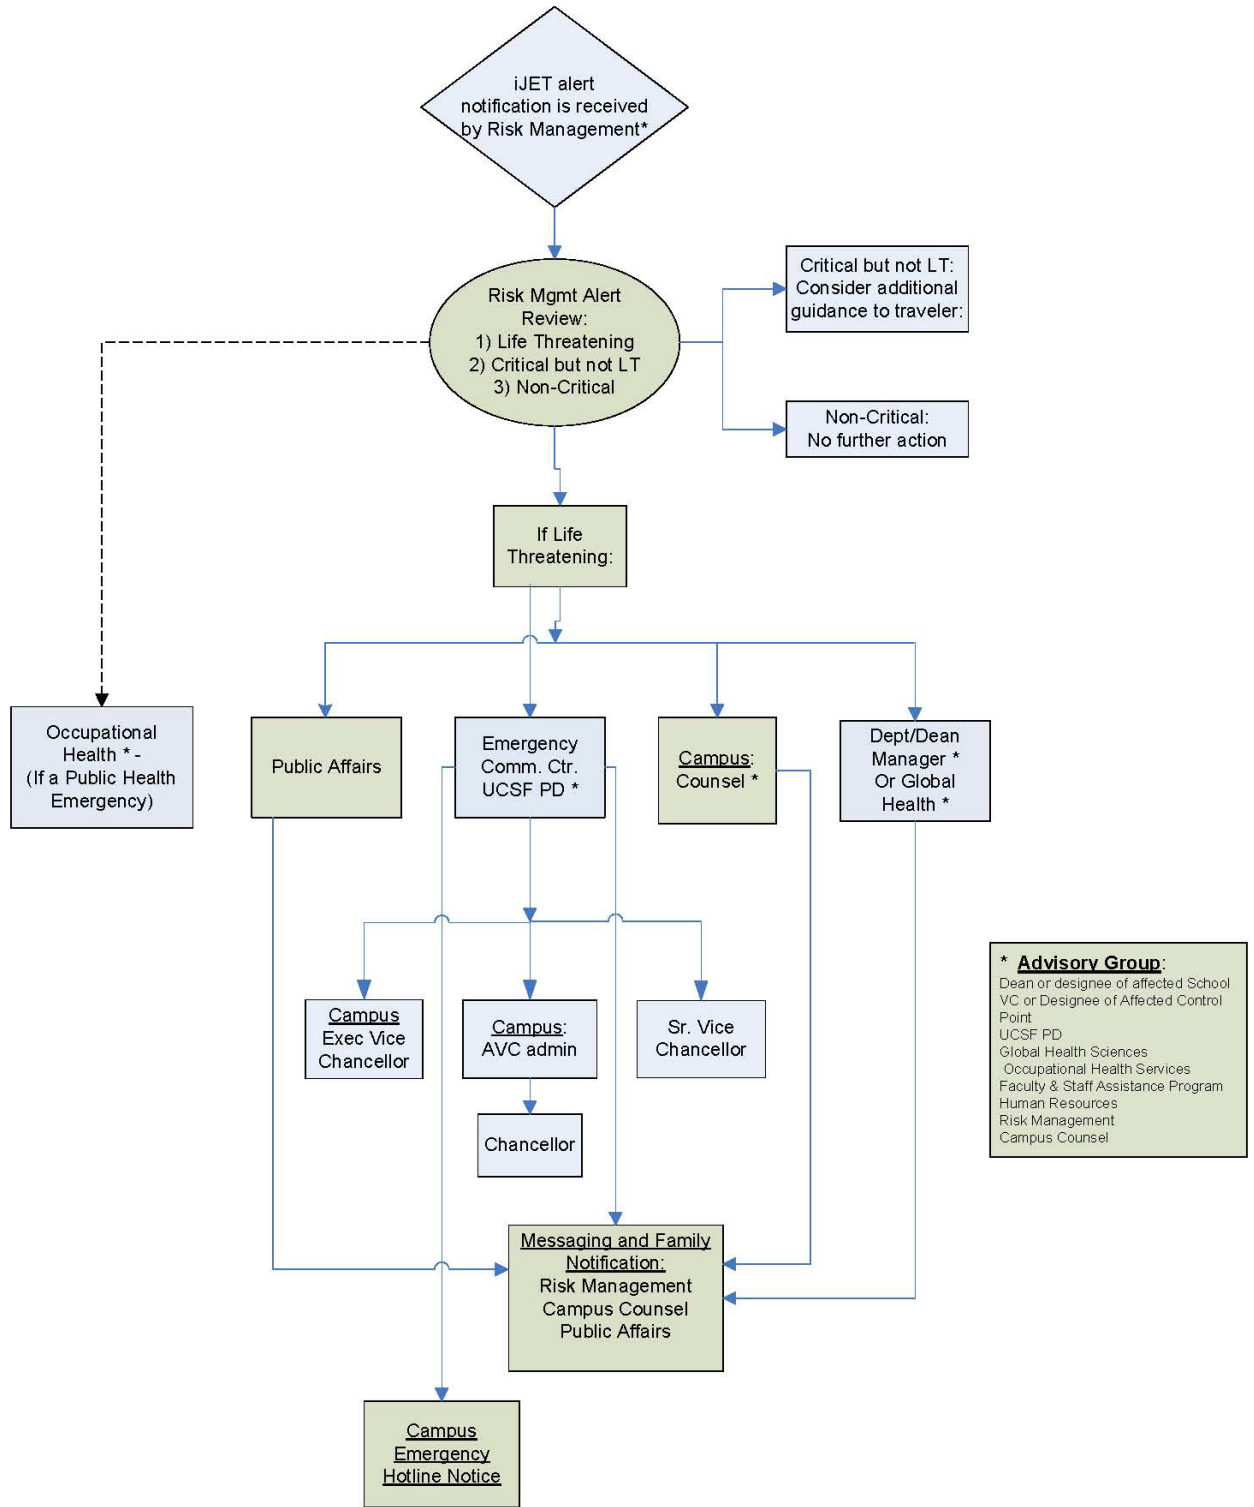 iJET alert
notification is received
by Risk Management*
Risk Mgmt Alert
Review:
1) Life Threatening
2) Critical but not LT
3) Non-Critical
Critical but not LT:
Consider additional
guidance to traveler:
Non-Critical:
No further action
If Life
Threatening:
Occupational
Health * -
(If a Public Health
Emergency)
Public Affairs
Emergency
Comm. Ctr.
UCSF PD *
Campus:
Counsel *
Dept/Dean
Manager *
Or Global
Health *
Campus
Exec Vice
Chancellor
Campus:
AVC admin
Sr. Vice
Chancellor
Chancellor
* Advisory Group:
Dean or designee of affected School
VC or Designee of Affected Control
Point
UCSF PD
Global Health Sciences
Occupational Health Services
Faculty & Staff Assistance Program
Human Resources
Risk Management
Campus Counsel
Messaging and Family
Notification:
Risk Management
Campus Counsel
Public Affairs
Campus
Emergency
Hotline Notice